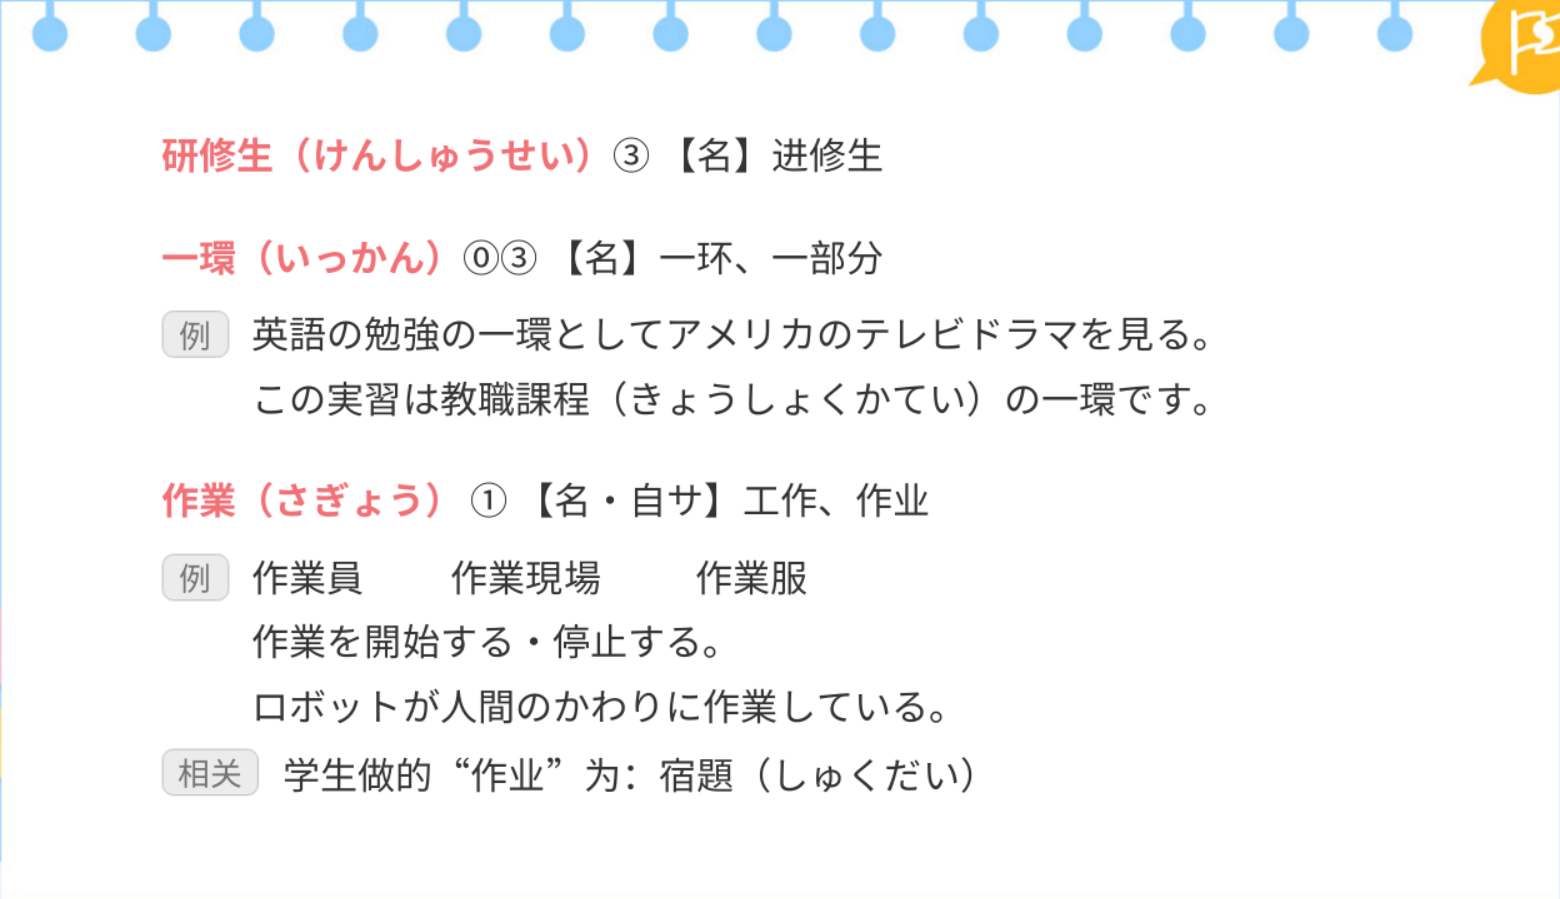 研修生（けんしゅうせい）③ 【名】进修生
一環（いっかん）⓪③ 【名】一环、一部分
例 英語の勉強の一環としてアメリカのテレビドラマを見る。
この実習は教職課程（きょうしょくかてい）の一環です。
作業（さぎょう） ① 【名・自サ】工作、作业
例 作業員 作業現場 作業服
作業を開始する・停止する。
ロボットが人間のかわりに作業している。
相关 学生做的“作业”为：宿題（しゅくだい）